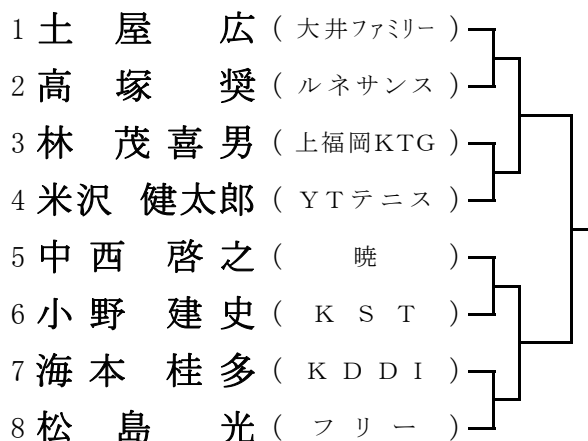 1 土屋 広 ( 大井ファミリー )
2 高塚 奨 ( ルネサンス )
3 林 茂喜男 ( 上福岡KTG )
4 米沢 健太郎 ( YTテニス )
5 中西 啓之 ( 暁 )
6 小野 建史 ( KST )
7 海本 桂多 ( KDDI )
8 松島 光 ( フリー )